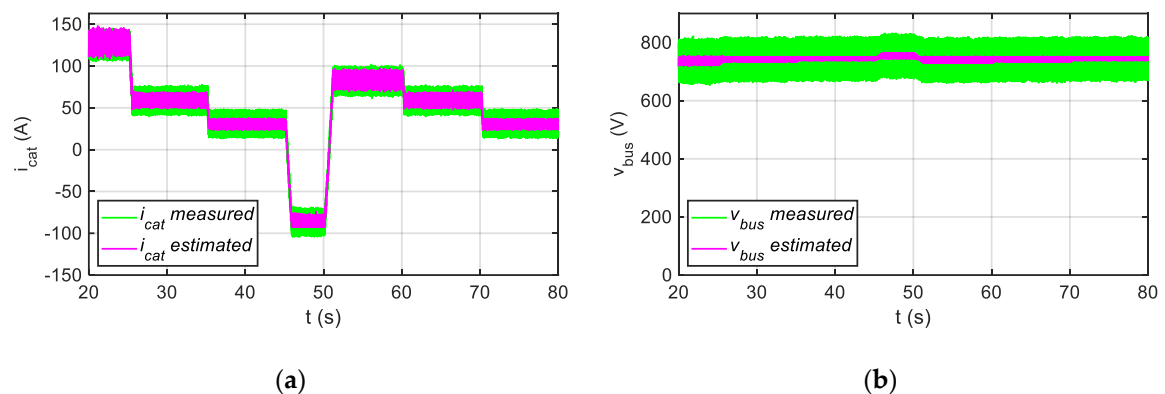 150
100
50
0
-50
-100
-150
20 30 40 50 60 70 80
i_cat (A)
t (s)
i_cat measured
i_cat estimated
(a)
800
600
400
200
0
20 30 40 50 60 70 80
v_bus (V)
t (s)
v_bus measured
v_bus estimated
(b)